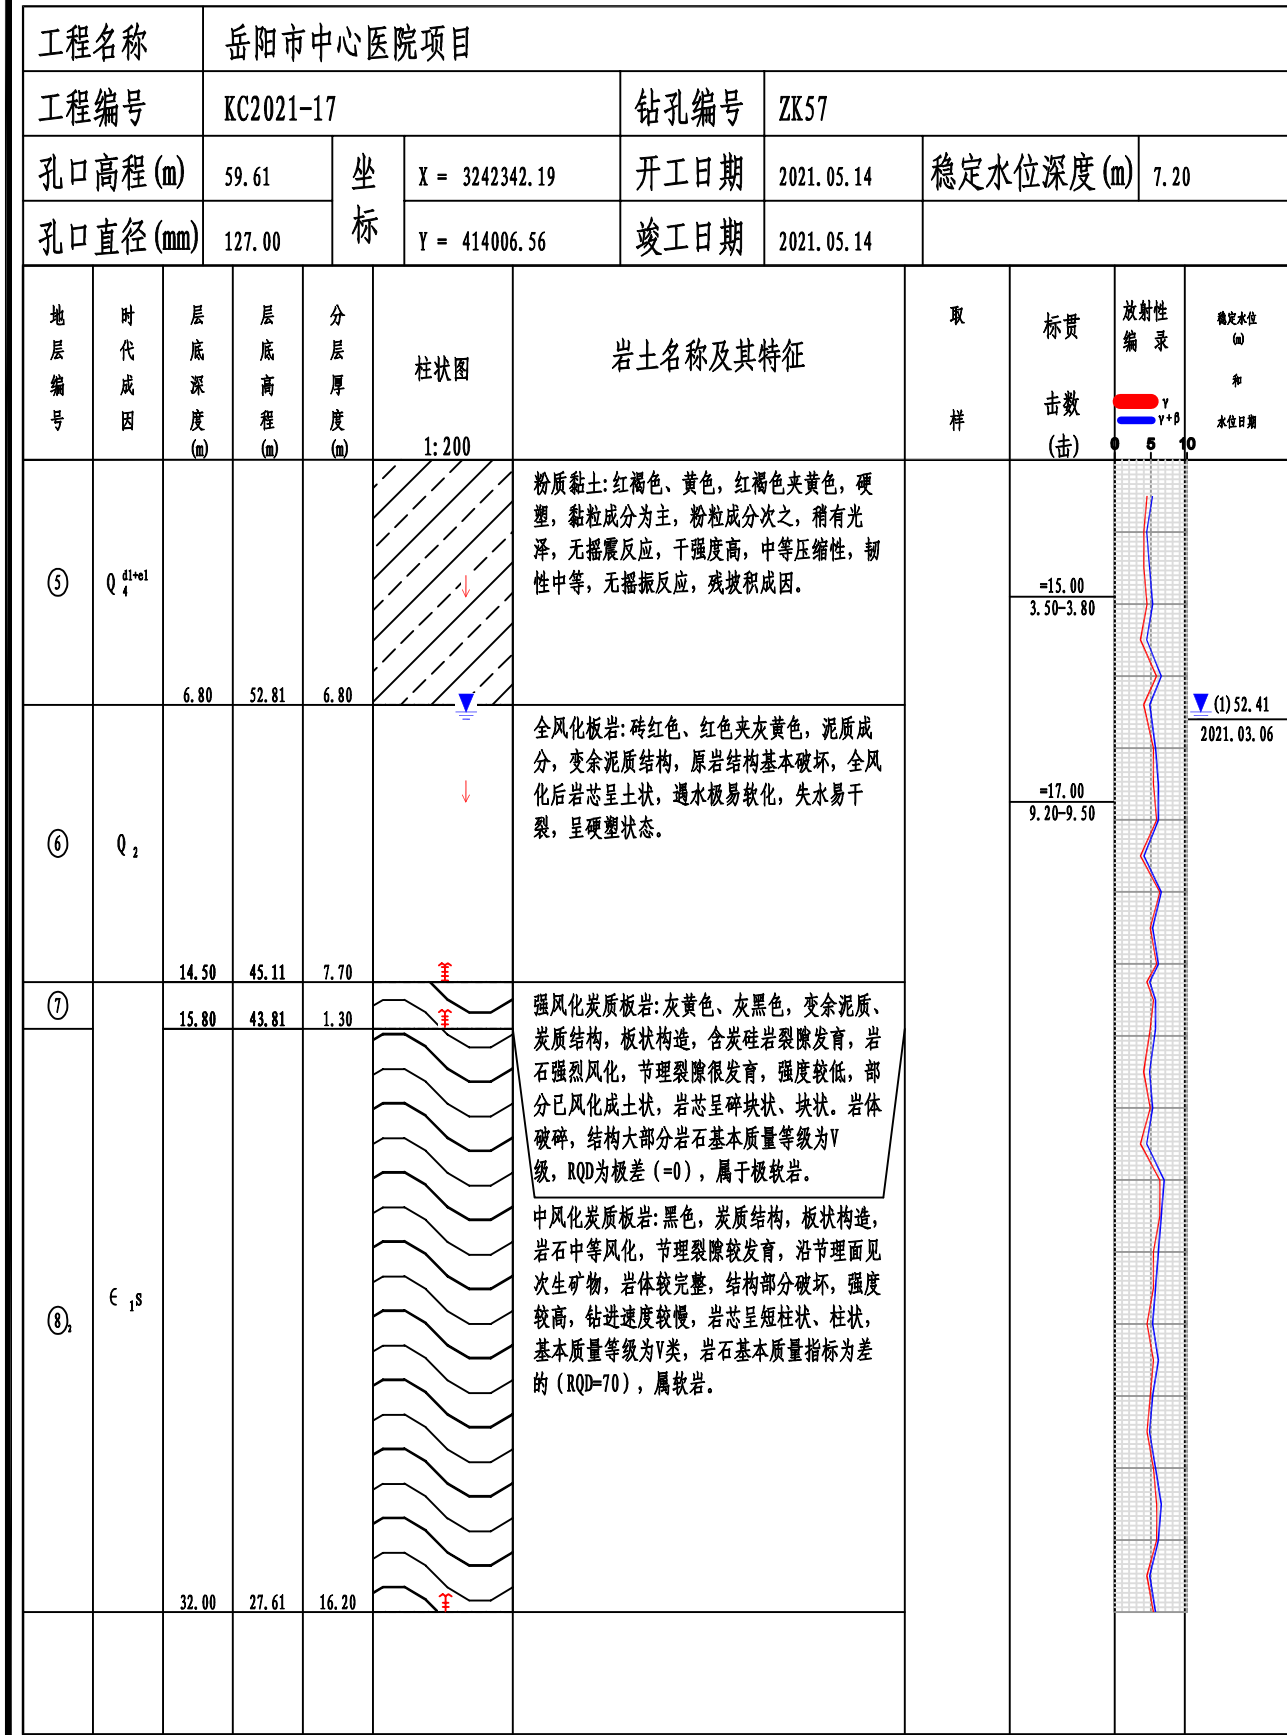 工程名称 岳阳市中心医院项目
工程编号 KC2021-17 钻孔编号 ZK57
孔口高程(m) 59.61 坐标 X = 3242342.19 开工日期 2021.05.14 稳定水位深度(m) 7.20
孔口直径(mm) 127.00 Y = 414006.56 竣工日期 2021.05.14
地层编号 时代成因 层底深度(m) 层底高程(m) 分层厚度(m) 柱状图 1:200 岩土名称及其特征 取样 标贯击数(击) 放射性编录 γ γ+β 0 5 10 稳定水位(m)和水位日期
⑤ Q 4 dl+el 6.80 52.81 6.80
粉质黏土:红褐色、黄色，红褐色夹黄色，硬
塑，黏粒成分为主，粉粒成分次之，稍有光
泽，无摇震反应，干强度高，中等压缩性，韧
性中等，无摇振反应，残坡积成因。
=15.00
3.50-3.80
(1)52.41
2021.03.06
⑥ Q 2 14.50 45.11 7.70
全风化板岩:砖红色、红色夹灰黄色，泥质成
分，变余泥质结构，原岩结构基本破坏，全风
化后岩芯呈土状，遇水极易软化，失水易干
裂，呈硬塑状态。
=17.00
9.20-9.50
⑦ 15.80 43.81 1.30
强风化炭质板岩:灰黄色、灰黑色，变余泥质、
炭质结构，板状构造，含炭硅岩裂隙发育，岩
石强烈风化，节理裂隙很发育，强度较低，部
分已风化成土状，岩芯呈碎块状、块状。岩体
破碎，结构大部分岩石基本质量等级为V
级，RQD为极差（=0），属于极软岩。
⑧ ∈ 1s 32.00 27.61 16.20
中风化炭质板岩:黑色，炭质结构，板状构造，
岩石中等风化，节理裂隙较发育，沿节理面见
次生矿物，岩体较完整，结构部分破坏，强度
较高，钻进速度较慢，岩芯呈短柱状、柱状，
基本质量等级为V类，岩石基本质量指标为差
的（RQD=70），属软岩。